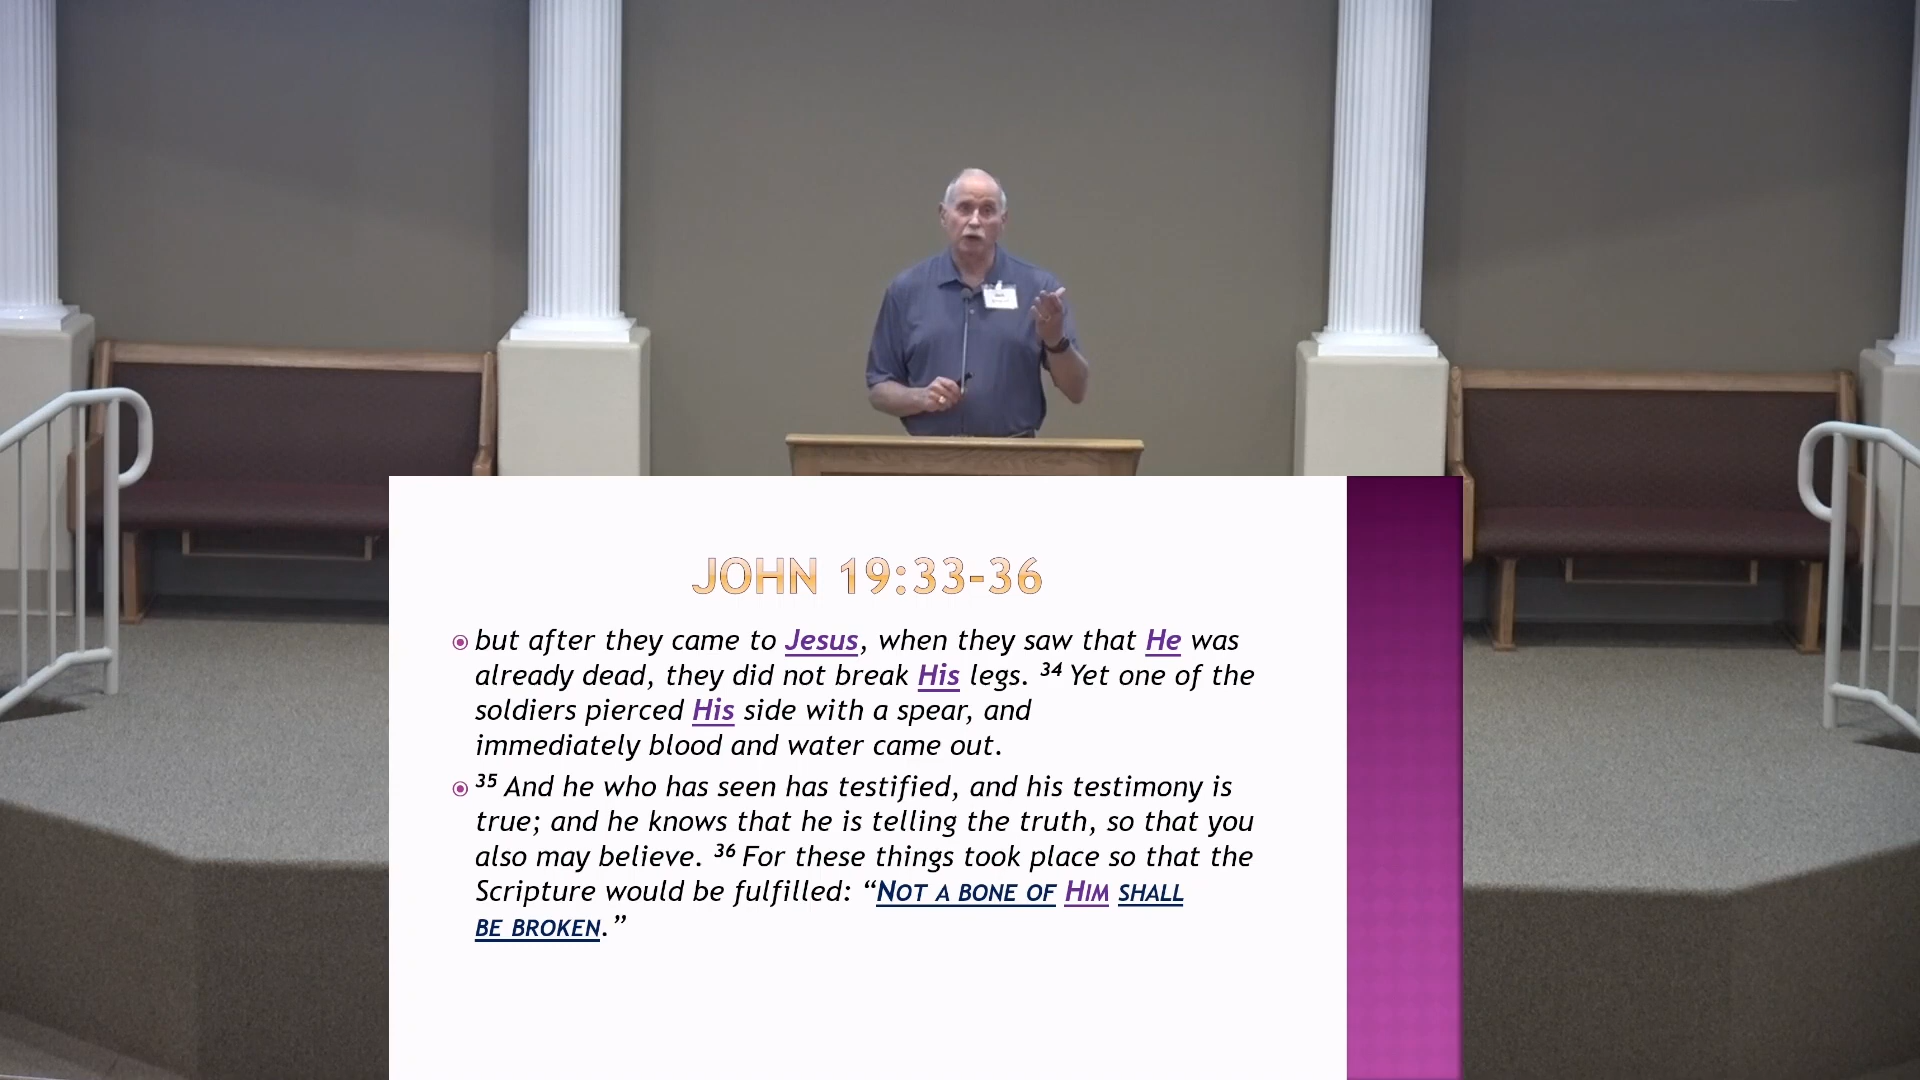 JOHN 19:33-36
but after they came to Jesus, when they saw that He was
already dead, they did not break His legs. 34 Yet one of the
soldiers pierced His side with a spear, and
immediately blood and water came out.
35 And he who has seen has testified, and his testimony is
true; and he knows that he is telling the truth, so that you
also may believe. 36 For these things took place so that the
Scripture would be fulfilled: “NOT A BONE OF HIM SHALL
BE BROKEN.”